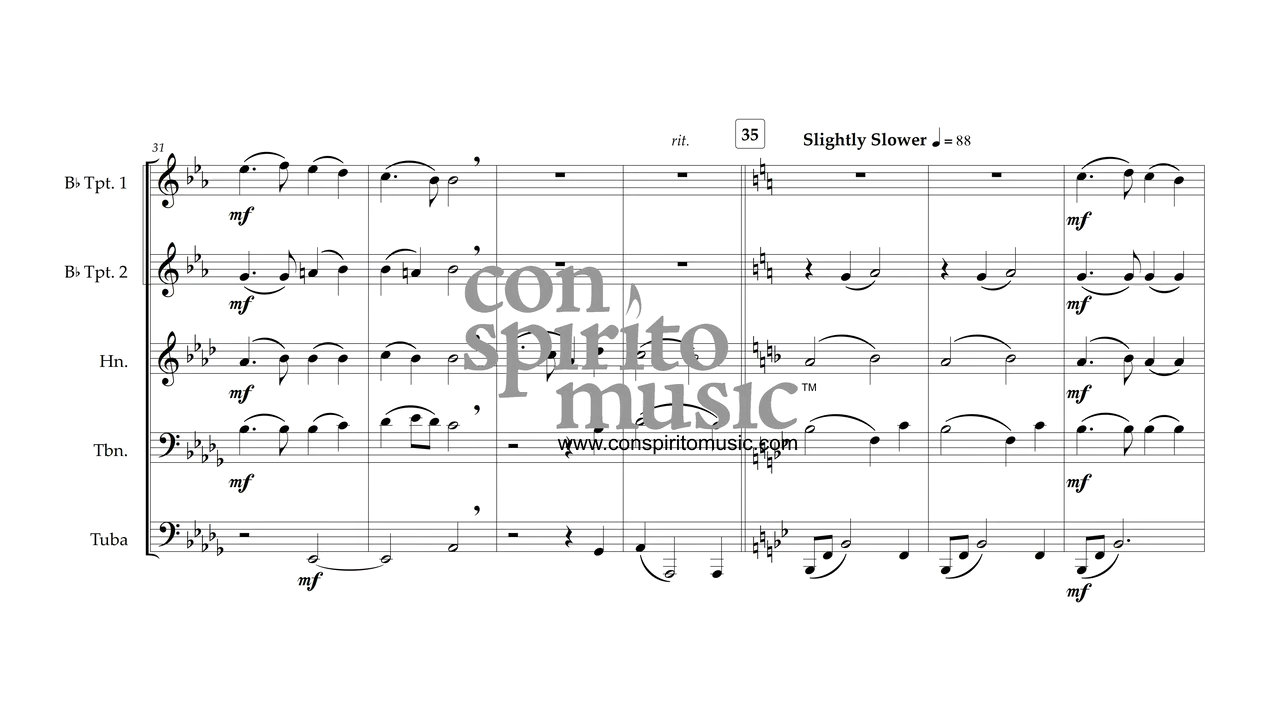 31
rit.
35
Slightly Slower ♩ = 88
B♭ Tpt. 1
mf
mf
B♭ Tpt. 2
mf
mf
con
spirito
music™
www.conspiritomusic.com
Hn.
mf
mf
Tbn.
mf
mf
Tuba
mf
mf